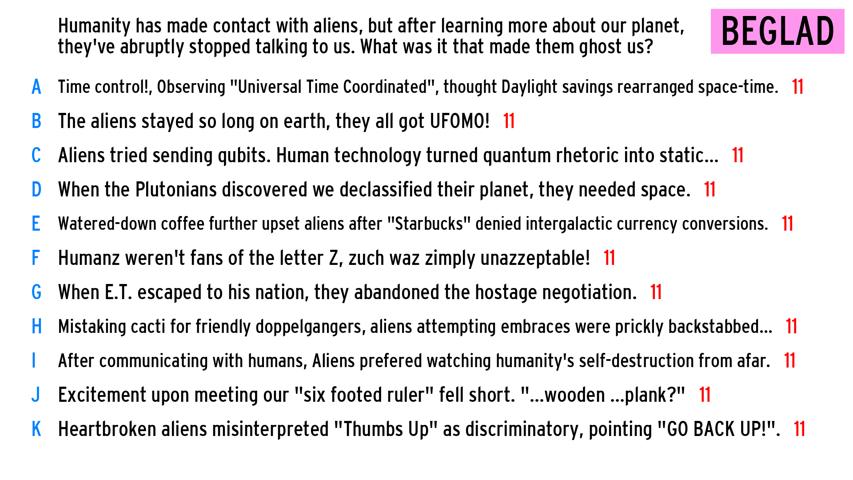 Humanity has made contact with aliens, but after learning more about our planet,
they've abruptly stopped talking to us. What was it that made them ghost us?
BEGLAD
A Time control!, Observing "Universal Time Coordinated", thought Daylight savings rearranged space-time. 11
B The aliens stayed so long on earth, they all got UFOMO! 11
C Aliens tried sending qubits. Human technology turned quantum rhetoric into static... 11
D When the Plutonians discovered we declassified their planet, they needed space. 11
E Watered-down coffee further upset aliens after "Starbucks" denied intergalactic currency conversions. 11
F Humanz weren't fans of the letter Z, zuch waz zimply unazzeptable! 11
G When E.T. escaped to his nation, they abandoned the hostage negotiation. 11
H Mistaking cacti for friendly doppelgangers, aliens attempting embraces were prickly backstabbed... 11
I After communicating with humans, Aliens prefered watching humanity's self-destruction from afar. 11
J Excitement upon meeting our "six footed ruler" fell short. "...wooden ...plank?" 11
K Heartbroken aliens misinterpreted "Thumbs Up" as discriminatory, pointing "GO BACK UP!". 11